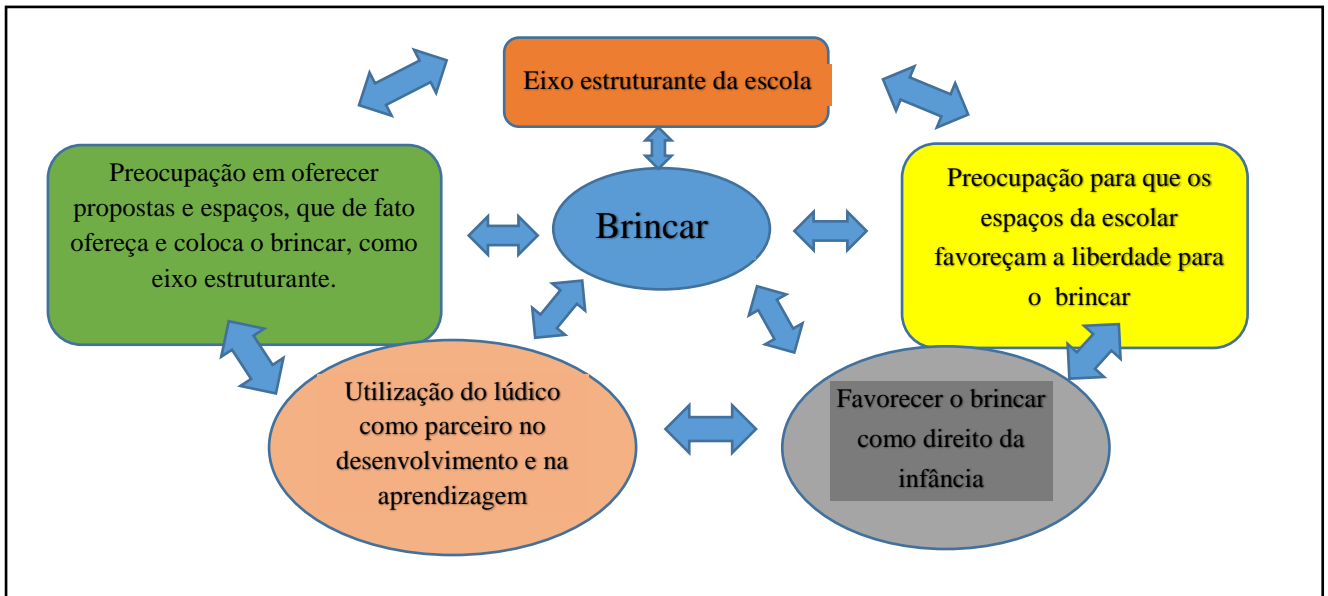 Eixo estruturante da escola
Preocupação em oferecer
propostas e espaços, que de fato
ofereça e coloca o brincar, como
eixo estruturante.
Brincar
Preocupação para que os
espaços da escolar
favoreçam a liberdade para
o brincar
Utilização do lúdico
como parceiro no
desenvolvimento e na
aprendizagem
Favorecer o brincar
como direito da
infância